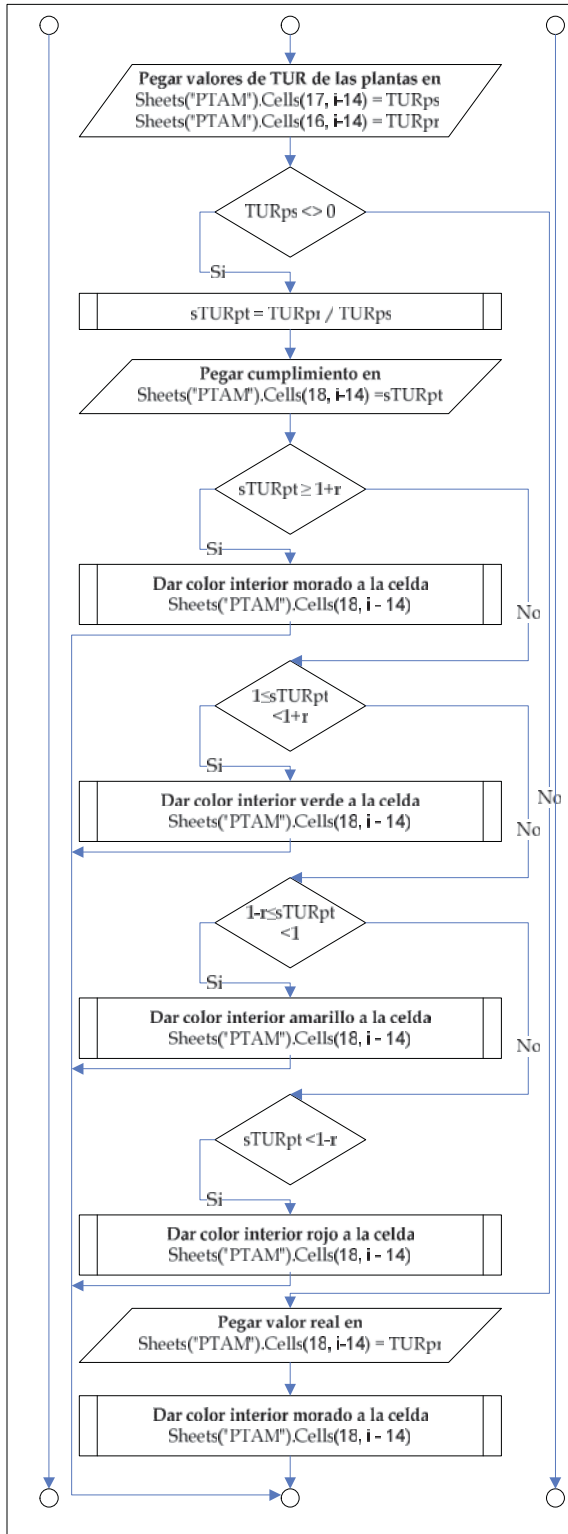 Pegar valores de TUR de las plantas en
Sheets("PTAM").Cells(17, i-14) = TURps
Sheets("PTAM").Cells(16, i-14) = TURpr
TURps <> 0
Si
sTURpt = TURpr / TURps
Pegar cumplimiento en
Sheets("PTAM").Cells(18, i-14) =sTURpt
sTURpt ≥ 1+r
Si
Dar color interior morado a la celda
Sheets("PTAM").Cells(18, i - 14)
No
1≤sTURpt
<1+r
Si
Dar color interior verde a la celda
Sheets("PTAM").Cells(18, i - 14)
No
No
1-r≤sTURpt
<1
Si
Dar color interior amarillo a la celda
Sheets("PTAM").Cells(18, i - 14)
No
sTURpt <1-r
Si
Dar color interior rojo a la celda
Sheets("PTAM").Cells(18, i - 14)
Pegar valor real en
Sheets("PTAM").Cells(18, i-14) = TURpr
Dar color interior morado a la celda
Sheets("PTAM").Cells(18, i - 14)